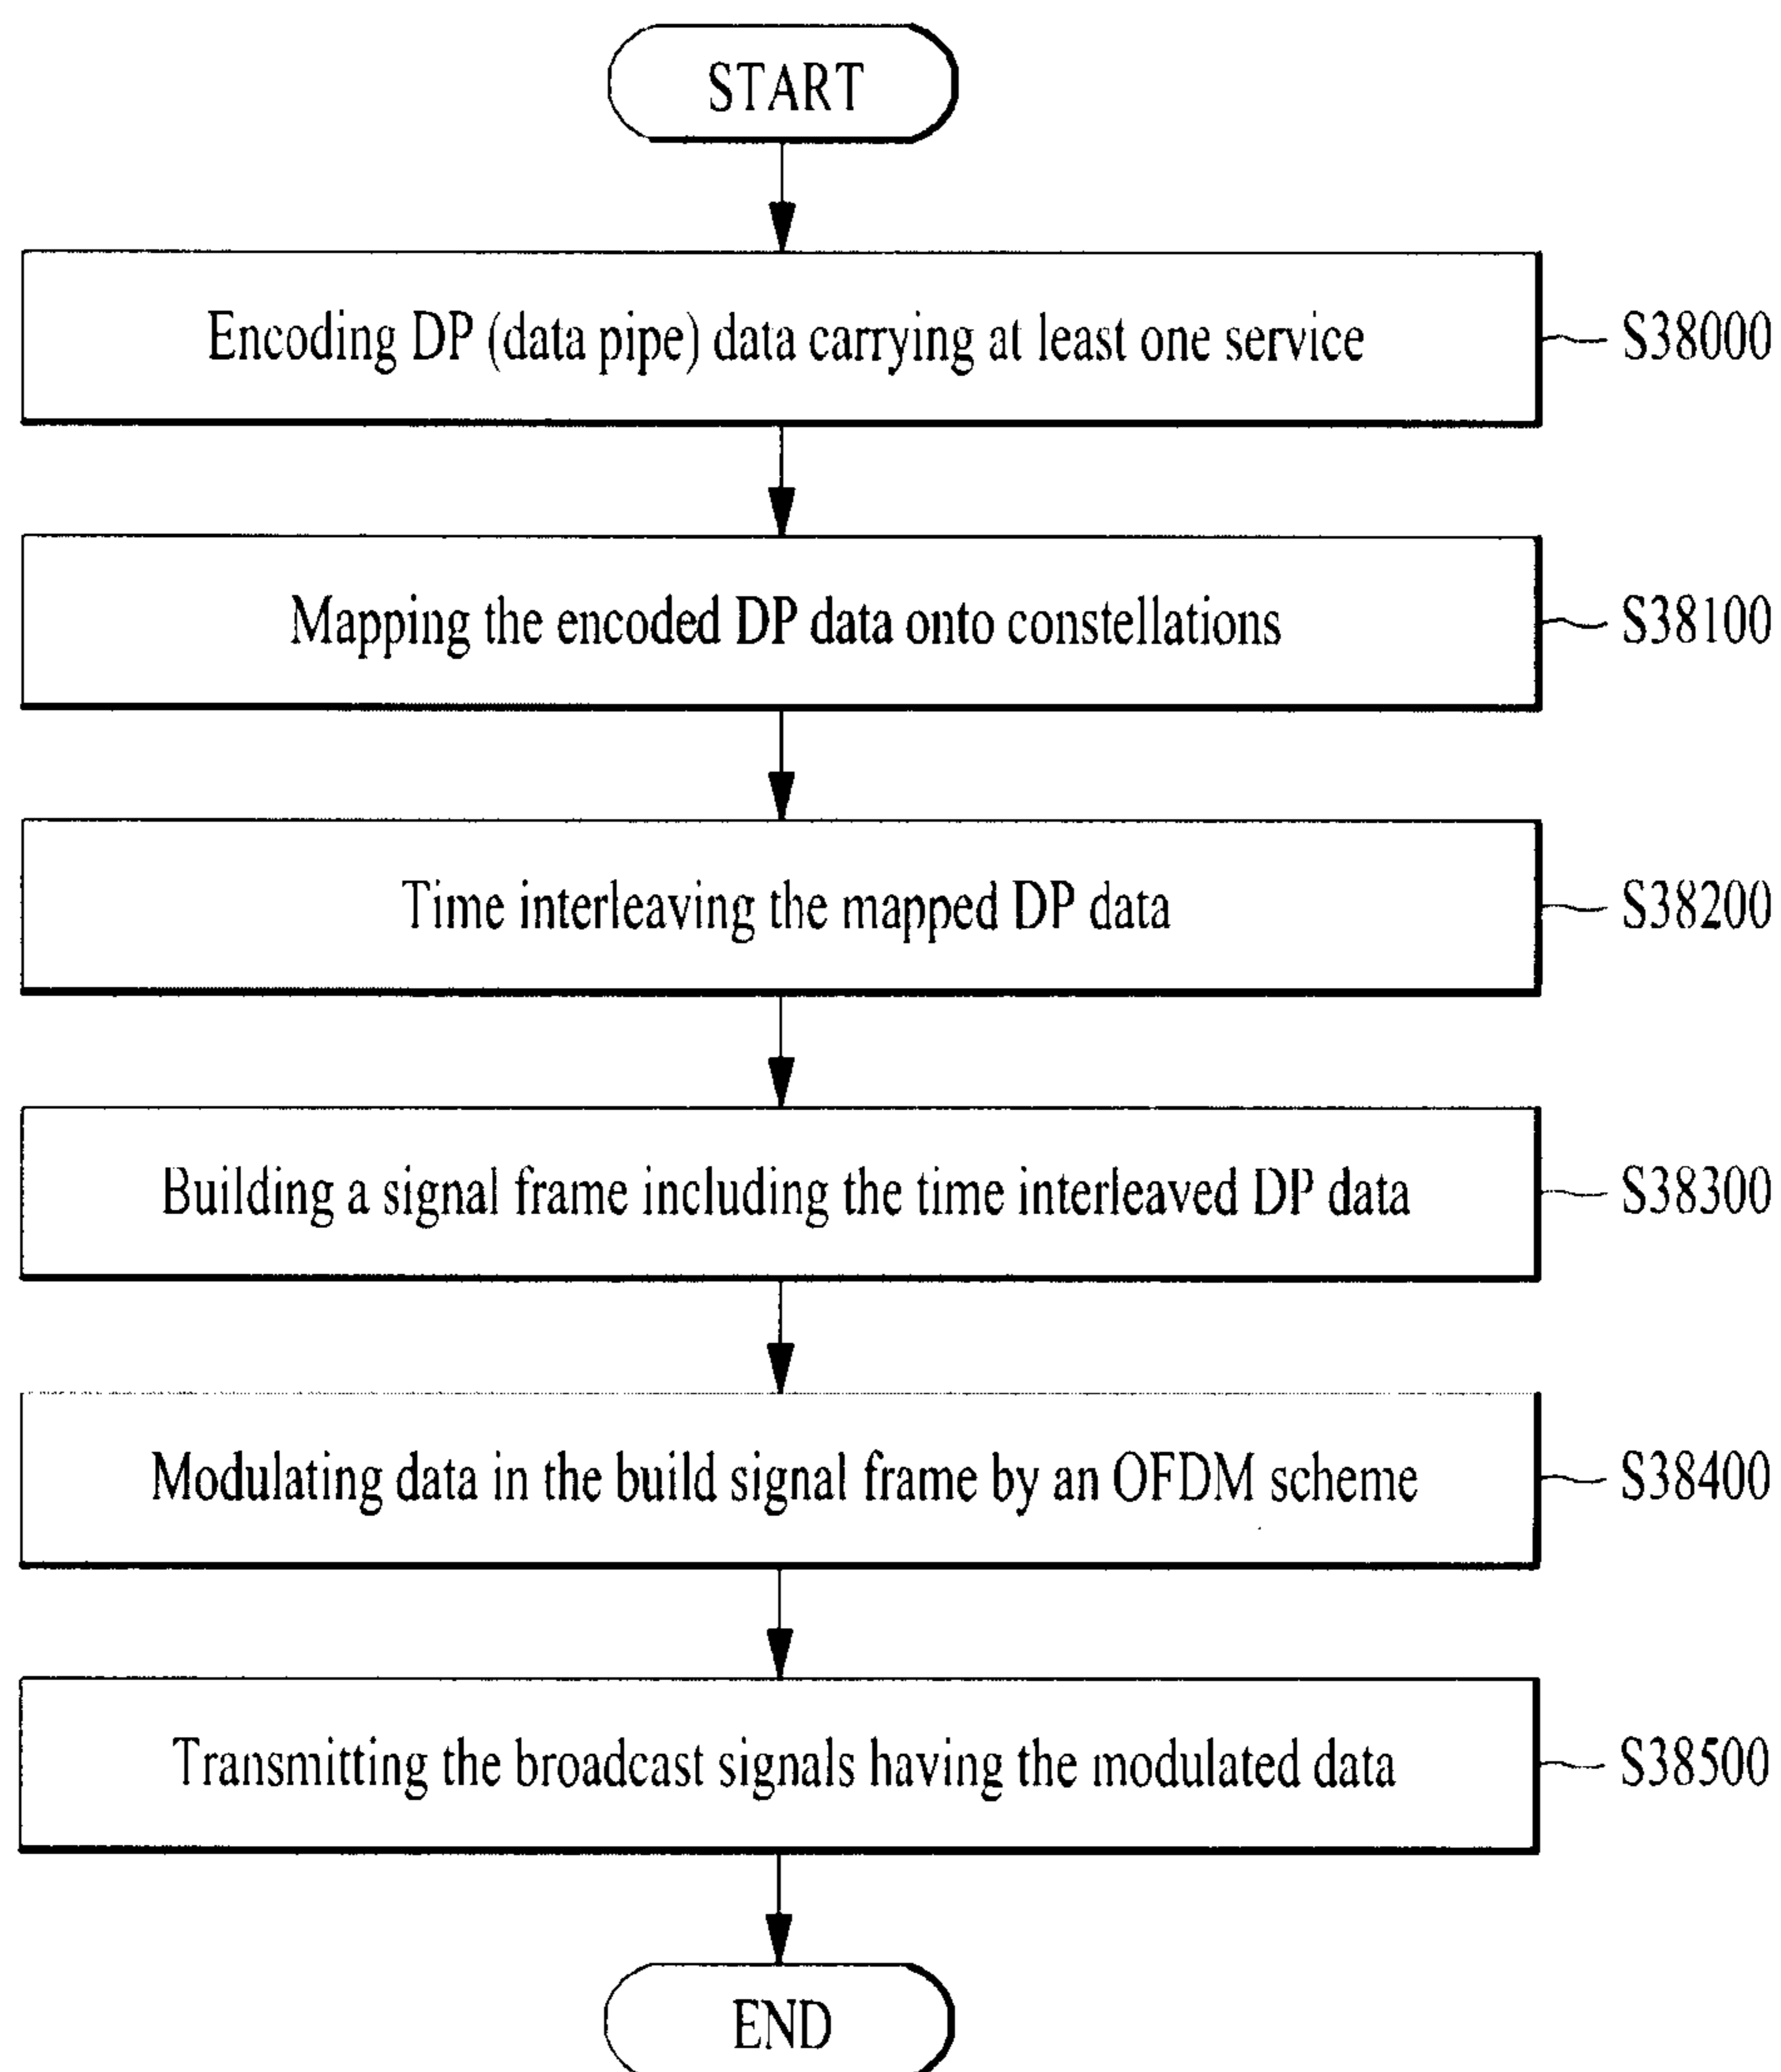 START
Encoding DP (data pipe) data carrying at least one service
S38000
Mapping the encoded DP data onto constellations
S38100
Time interleaving the mapped DP data
S38200
Building a signal frame including the time interleaved DP data
S38300
Modulating data in the build signal frame by an OFDM scheme
S38400
Transmitting the broadcast signals having the modulated data
S38500
END